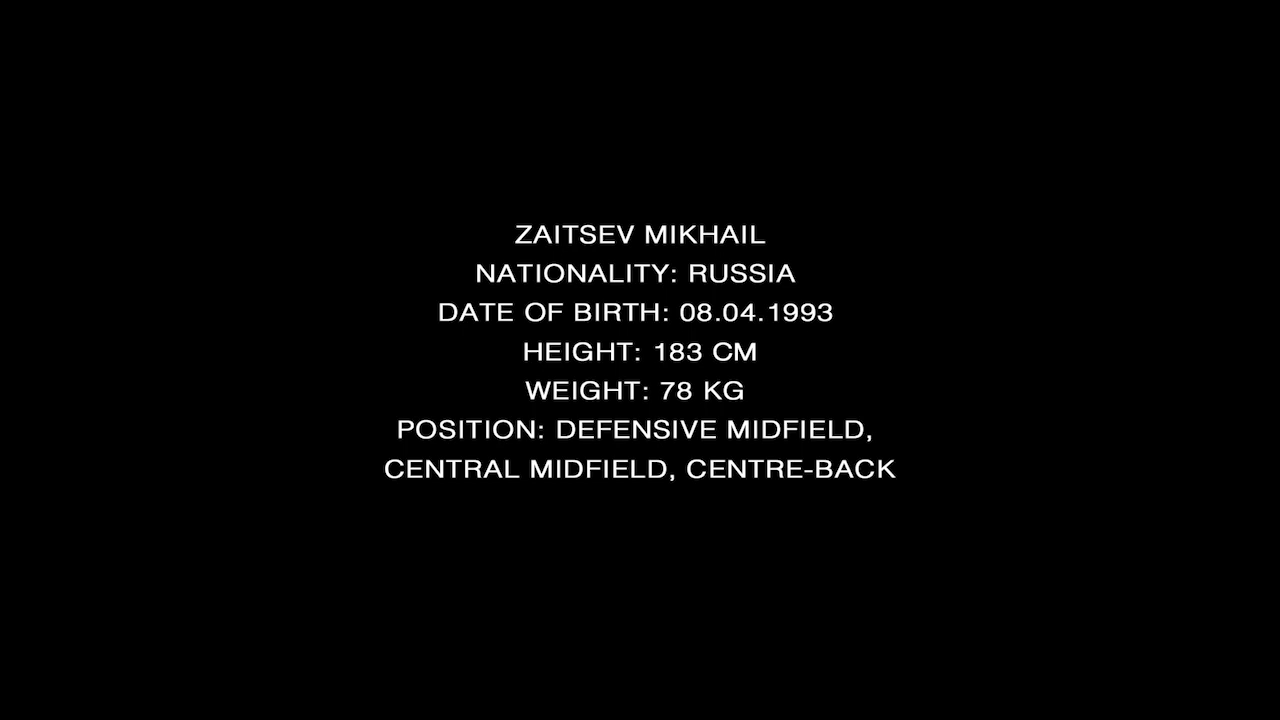 ZAITSEV MIKHAIL
NATIONALITY: RUSSIA
DATE OF BIRTH: 08.04.1993
HEIGHT: 183 CM
WEIGHT: 78 KG
POSITION: DEFENSIVE MIDFIELD,
CENTRAL MIDFIELD, CENTRE-BACK